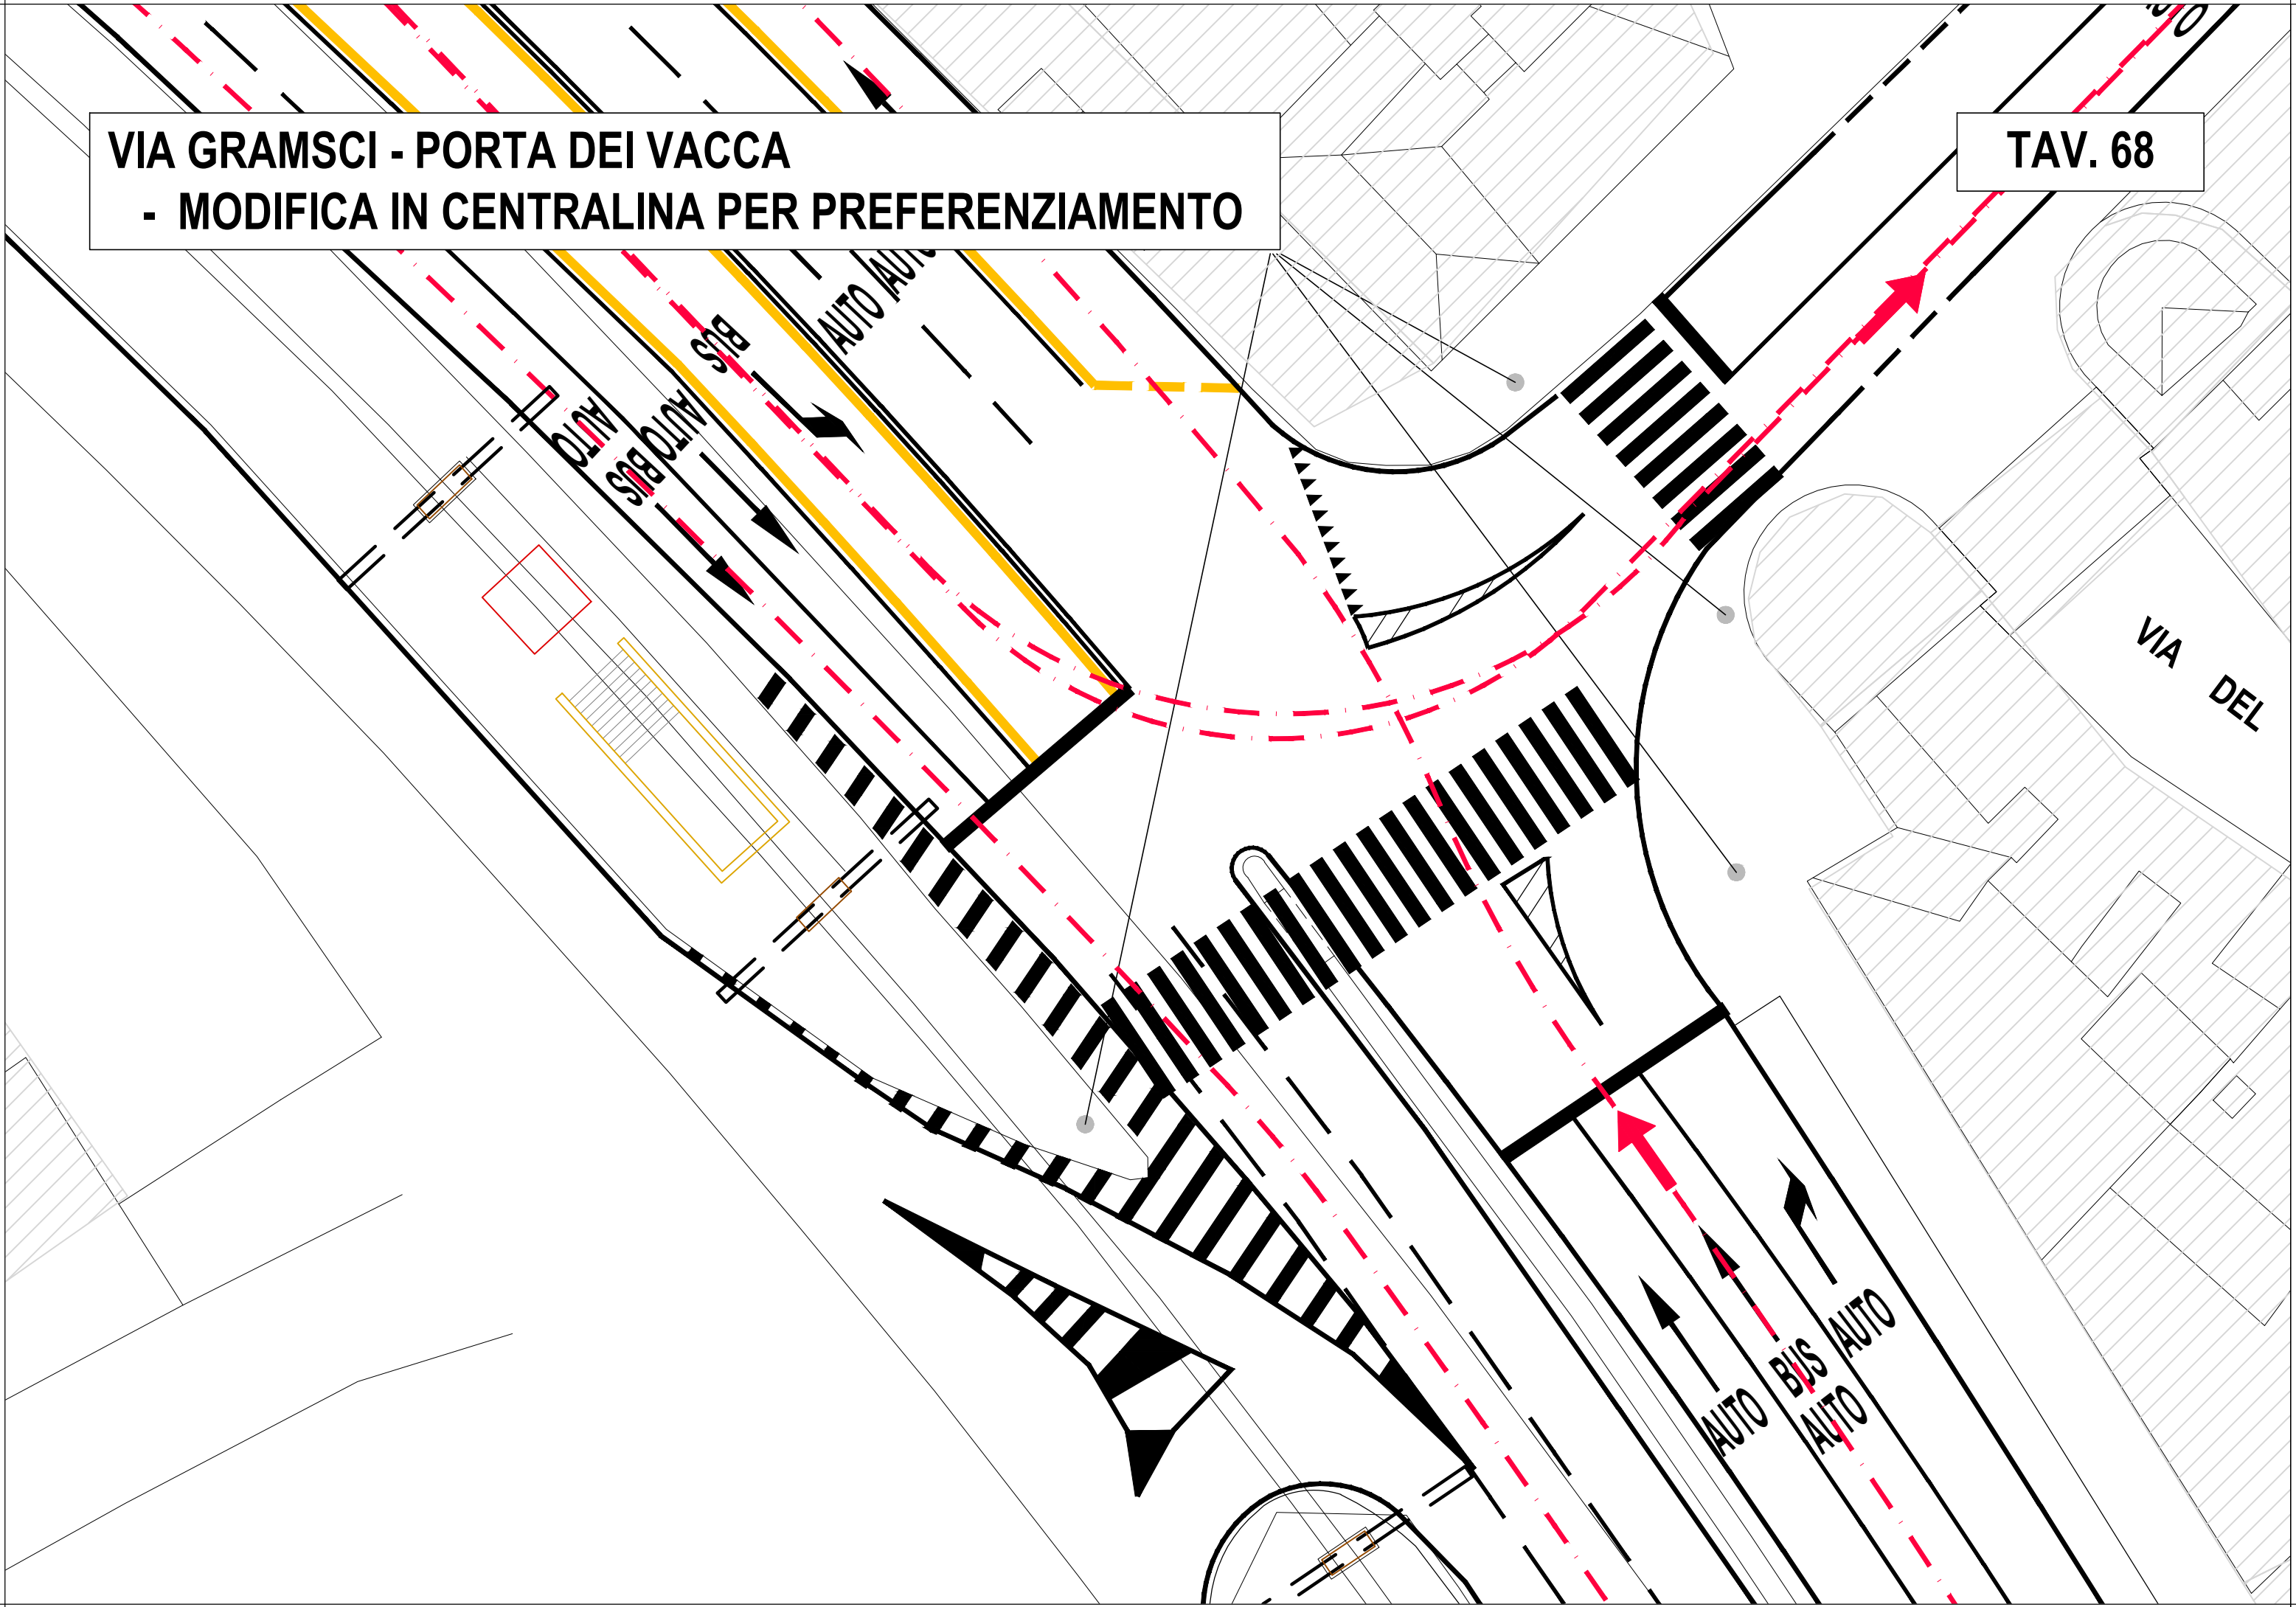 VIA GRAMSCI - PORTA DEI VACCA
- MODIFICA IN CENTRALINA PER PREFERENZIAMENTO
TAV. 68
AUTO AUTO
BUS
AUTO
AUTO
BUS
VIA
DEL
AUTO
BUS
AUTO
AUTO